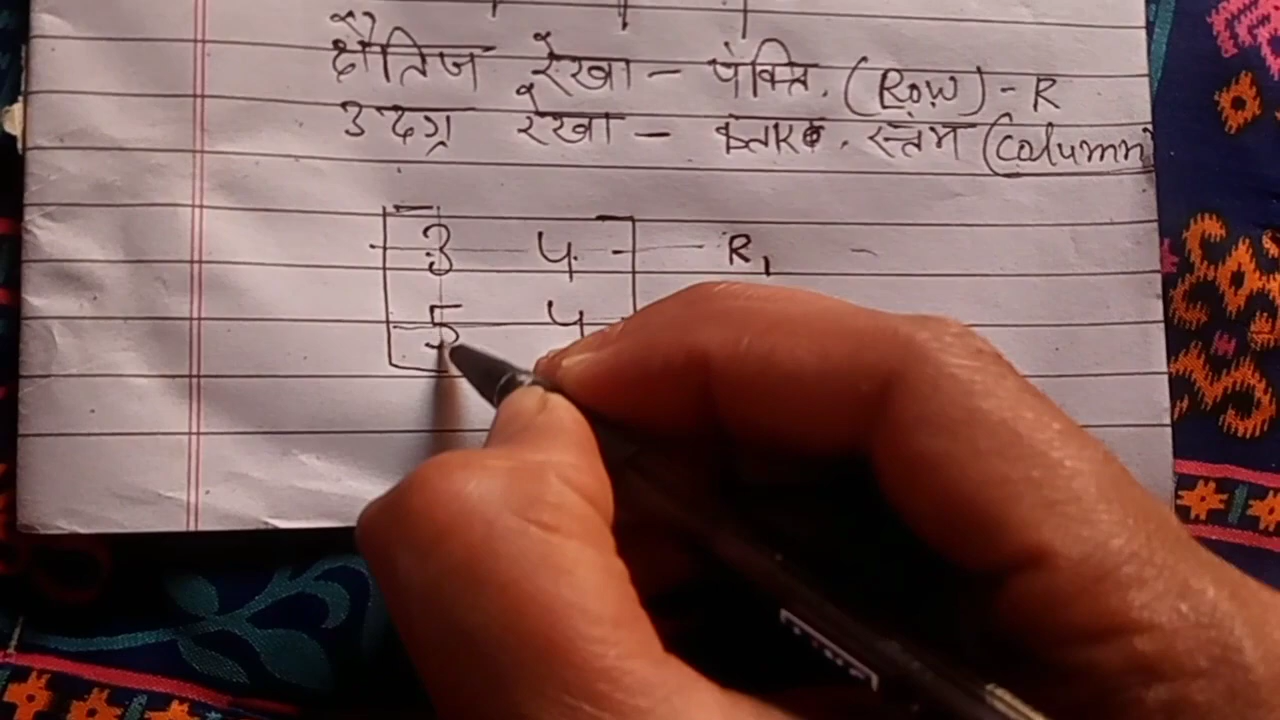 क्षैतिज रेखा - पंक्ति. (Row) - R
उदग्र रेखा - स्तंभ (Column)
3 4 R₁
5 4